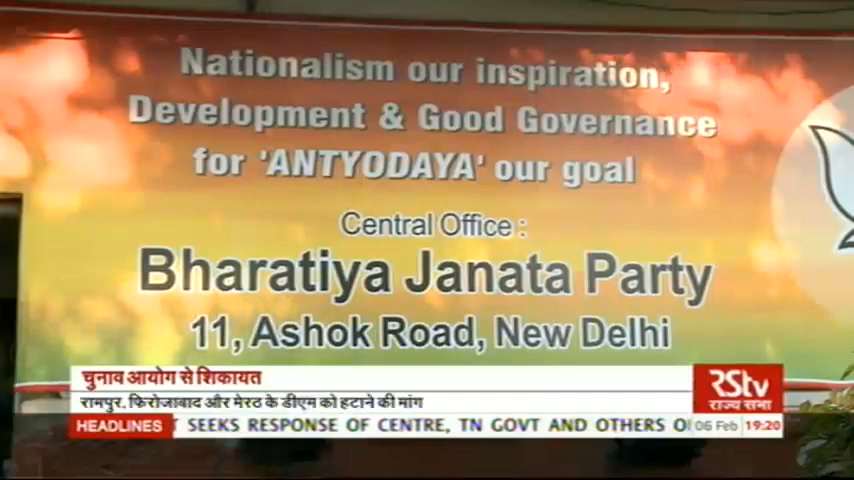 Nationalism our inspiration,
Development & Good Governance
for 'ANTYODAYA' our goal
Central Office :
Bharatiya Janata Party
11, Ashok Road, New Delhi
चुनाव आयोग से शिकायत
रामपुर, फिरोजाबाद और मेरठ के डीएम को हटाने की मांग
RStv
राज्य सभा
HEADLINES
SEEKS RESPONSE OF CENTRE, TN GOVT AND OTHERS
06 Feb 19:20